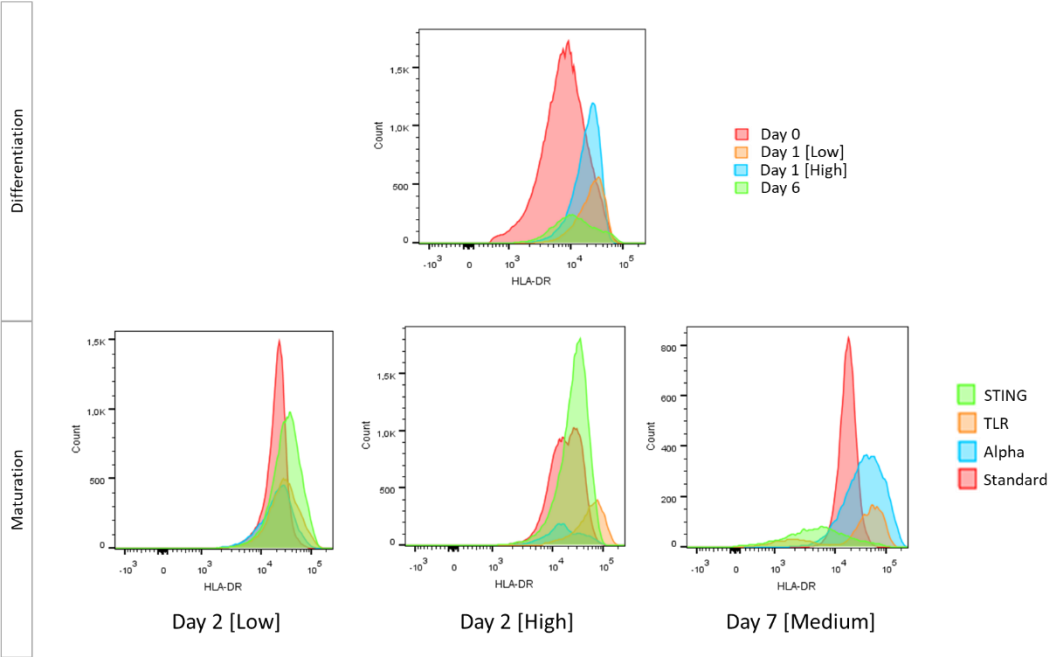 Differentiation
1,5K
1,0K
500
0
Count
-10³ 0 10³ 10⁴ 10⁵
HLA-DR
Day 0
Day 1 [Low]
Day 1 [High]
Day 6
Maturation
1,5K
1,0K
500
0
Count
-10³ 0 10³ 10⁴ 10⁵
HLA-DR
Day 2 [Low]
1,5K
1,0K
500
0
Count
-10³ 0 10³ 10⁴ 10⁵
HLA-DR
Day 2 [High]
800
600
400
200
0
Count
-10³ 0 10³ 10⁴ 10⁵
HLA-DR
Day 7 [Medium]
STING
TLR
Alpha
Standard